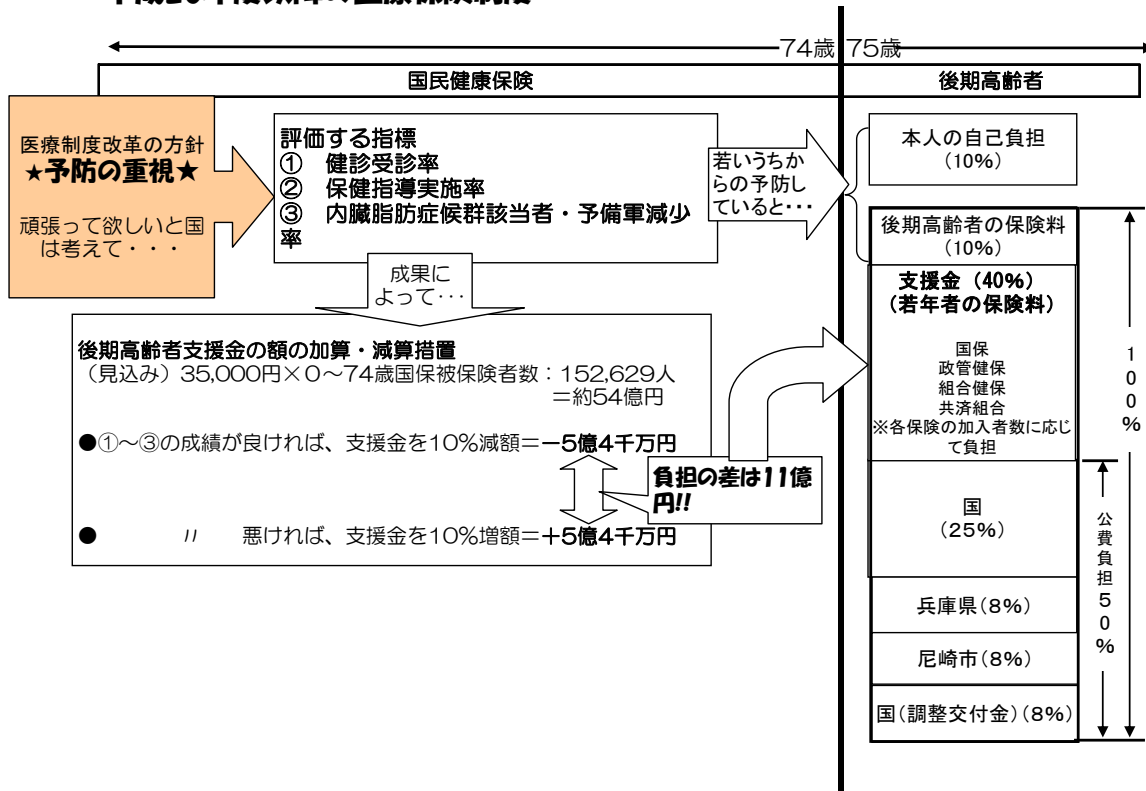 74歳 75歳
国民健康保険
後期高齢者
医療制度改革の方針
★予防の重視★
頑張って欲しいと国
は考えて・・・
評価する指標
① 健診受診率
② 保健指導実施率
③ 内臓脂肪症候群該当者・予備軍減少
率
若いうちか
らの予防し
ていると・・・
本人の自己負担
(10%)
後期高齢者の保険料
(10%)
支援金(40%)
(若年者の保険料)
国保
政管健保
組合健保
共済組合
※各保険の加入者数に応じ
て負担
国
(25%)
兵庫県(8%)
尼崎市(8%)
国(調整交付金)(8%)
100%
公費負担50%
成果に
よって・・・
後期高齢者支援金の額の加算・減算措置
(見込み)35,000円×0～74歳国保被保険者数:152,629人
=約54億円
●①～③の成績が良ければ、支援金を10%減額=−5億4千万円
負担の差は11億
円!!
● 〃 悪ければ、支援金を10%増額=+5億4千万円